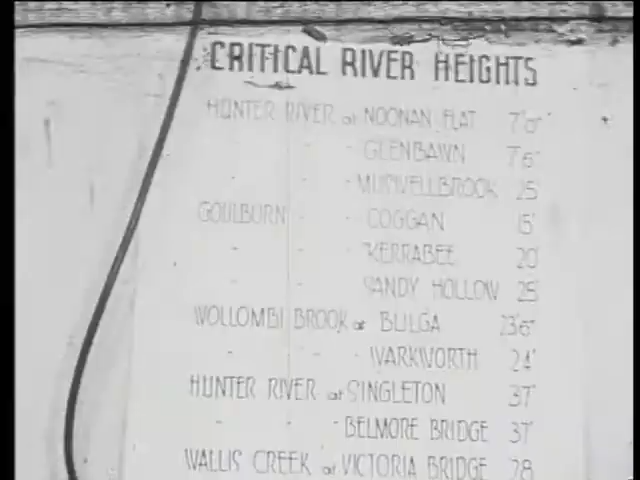 CRITICAL RIVER HEIGHTS
HUNTER RIVER at NOONAN FLAT 7'0"
" " - GLENBAWN 7'6"
" " - MUSWELLBROOK 25'
GOULBURN " - COGGAN 15'
" " - KERRABEE 20'
" " - SANDY HOLLOW 25'
WOLLOMBI BROOK at BULGA 23'6"
" " - WARKWORTH 24'
HUNTER RIVER at SINGLETON 37'
" " - BELMORE BRIDGE 37'
WALLIS CREEK at VICTORIA BRIDGE 28